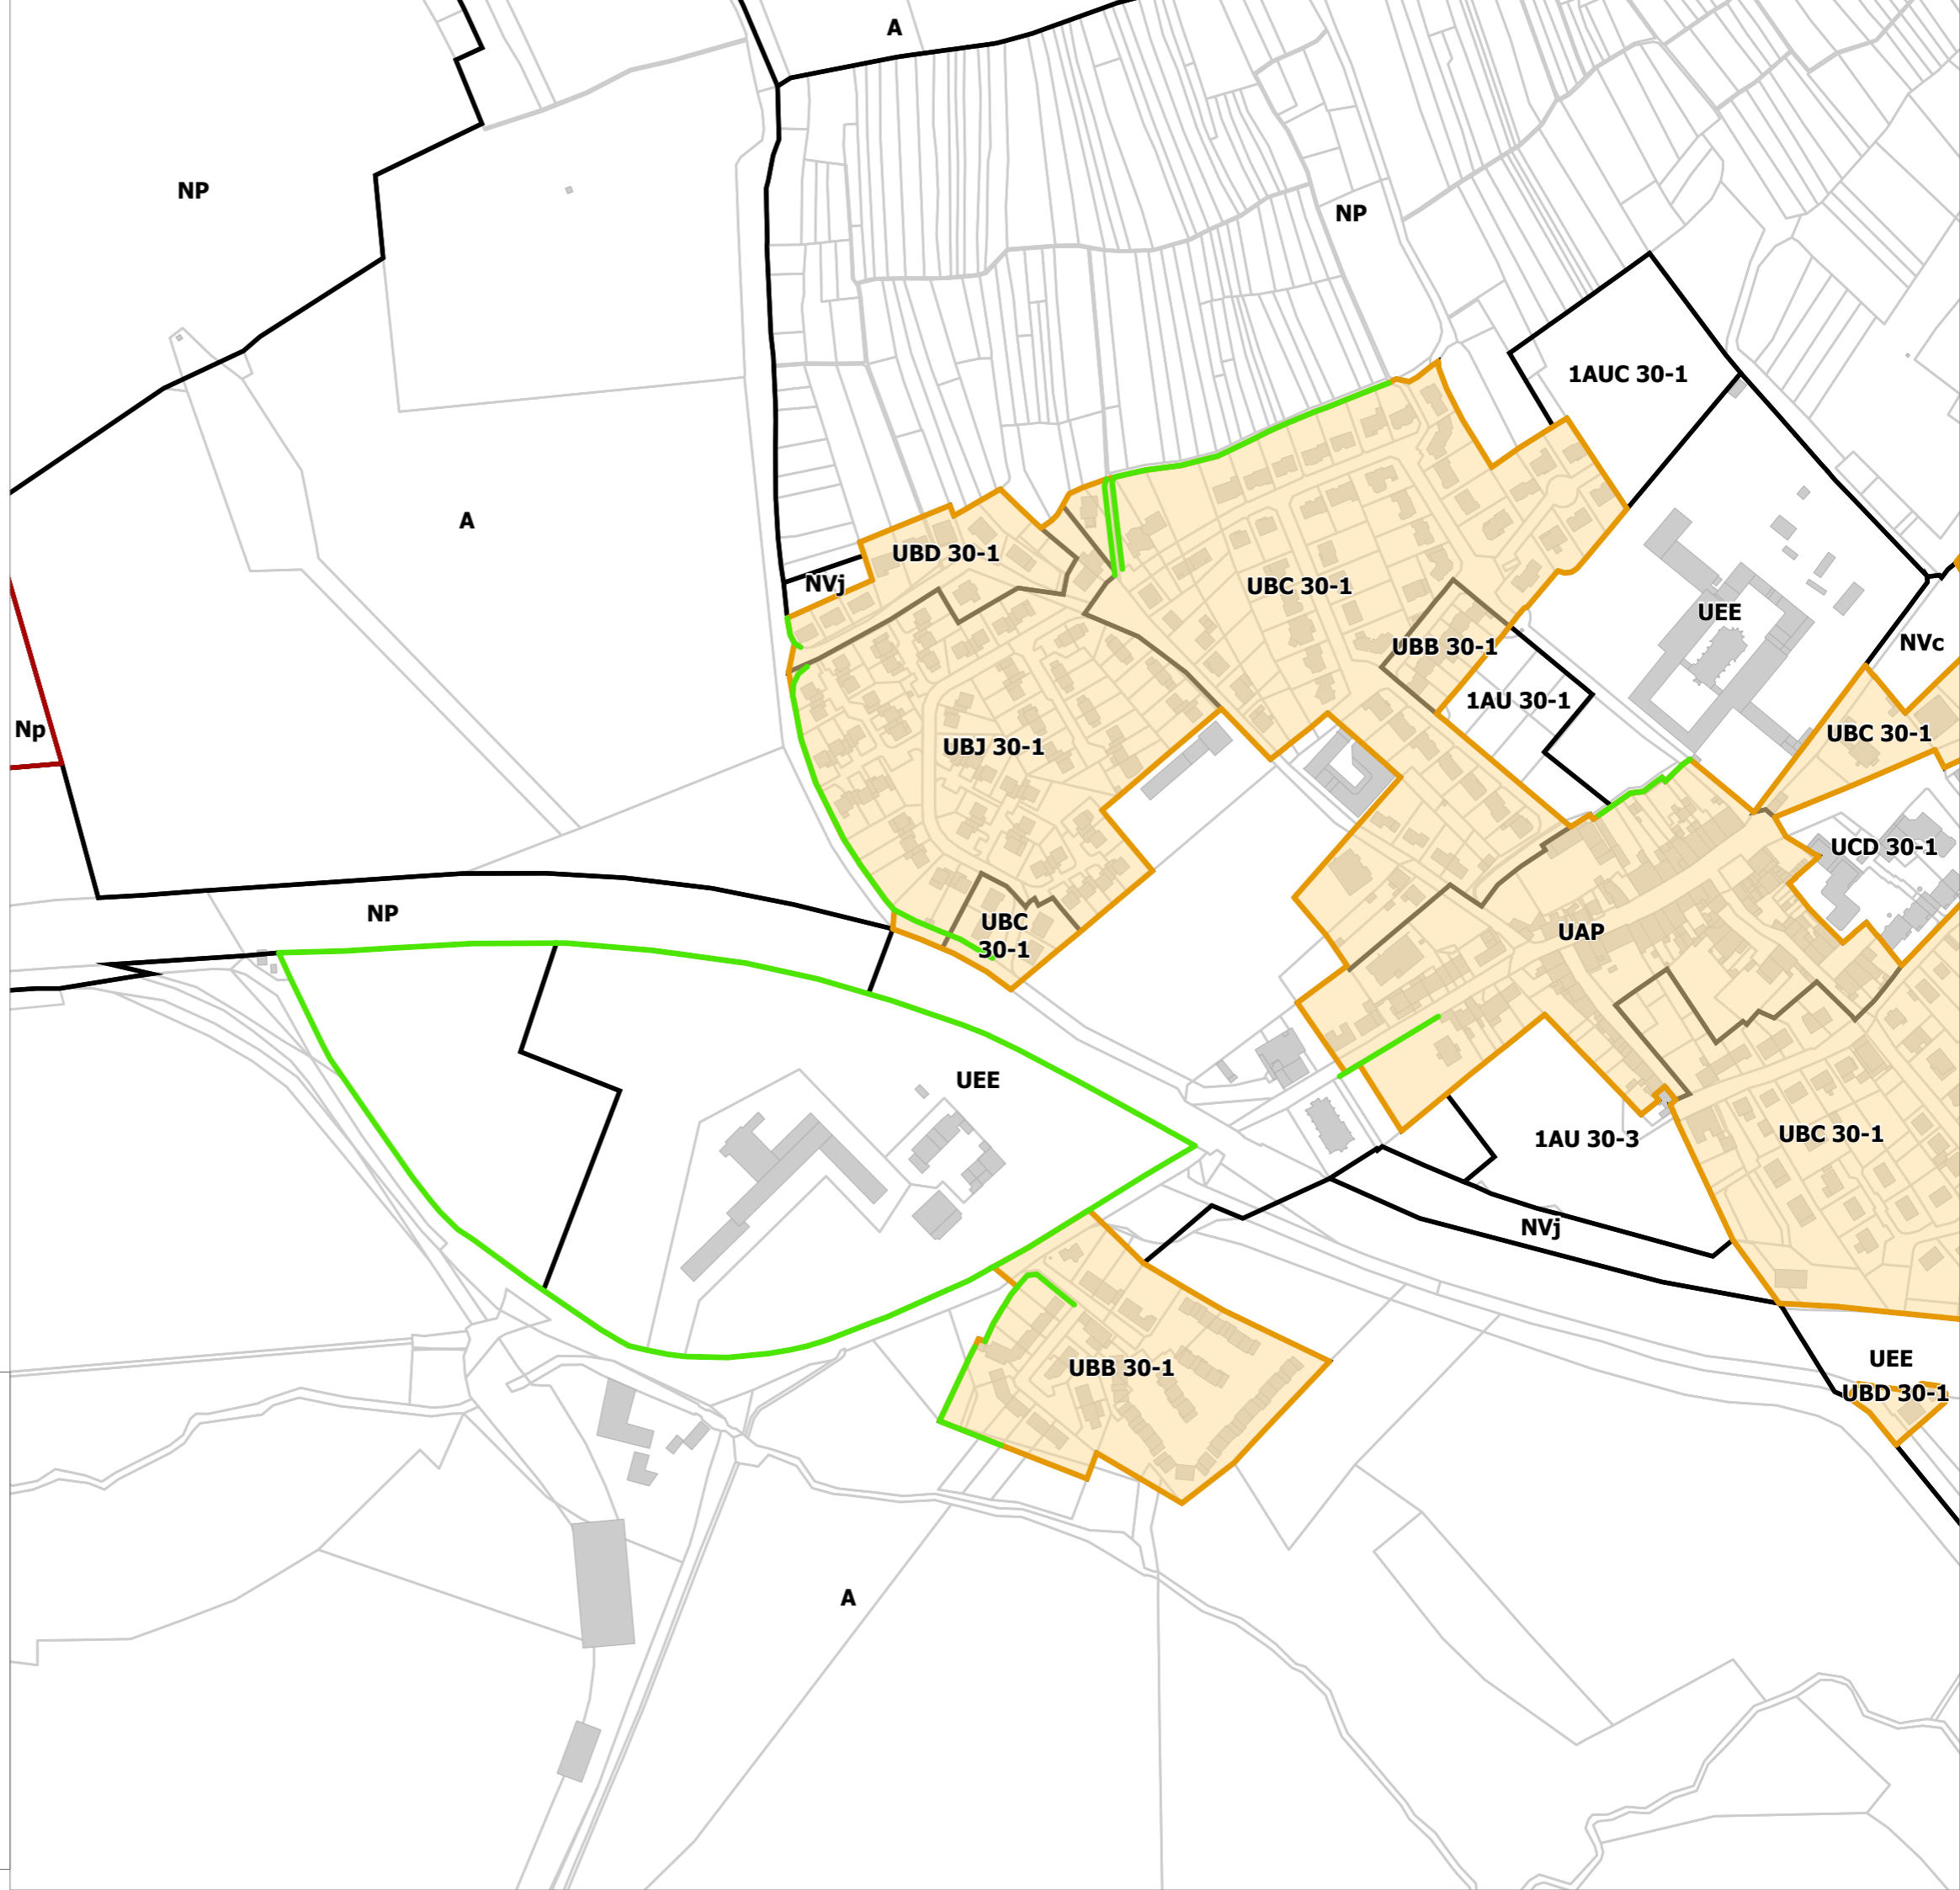 A
NP
NP
1AUC 30-1
A
UBD 30-1
NVj
UBC 30-1
UEE
UBB 30-1
NVc
1AU 30-1
Np
UBC 30-1
UBJ 30-1
UCD 30-1
NP
UBC
30-1
UAP
UEE
UBC 30-1
1AU 30-3
NVj
UEE
UBB 30-1
UBD 30-1
A